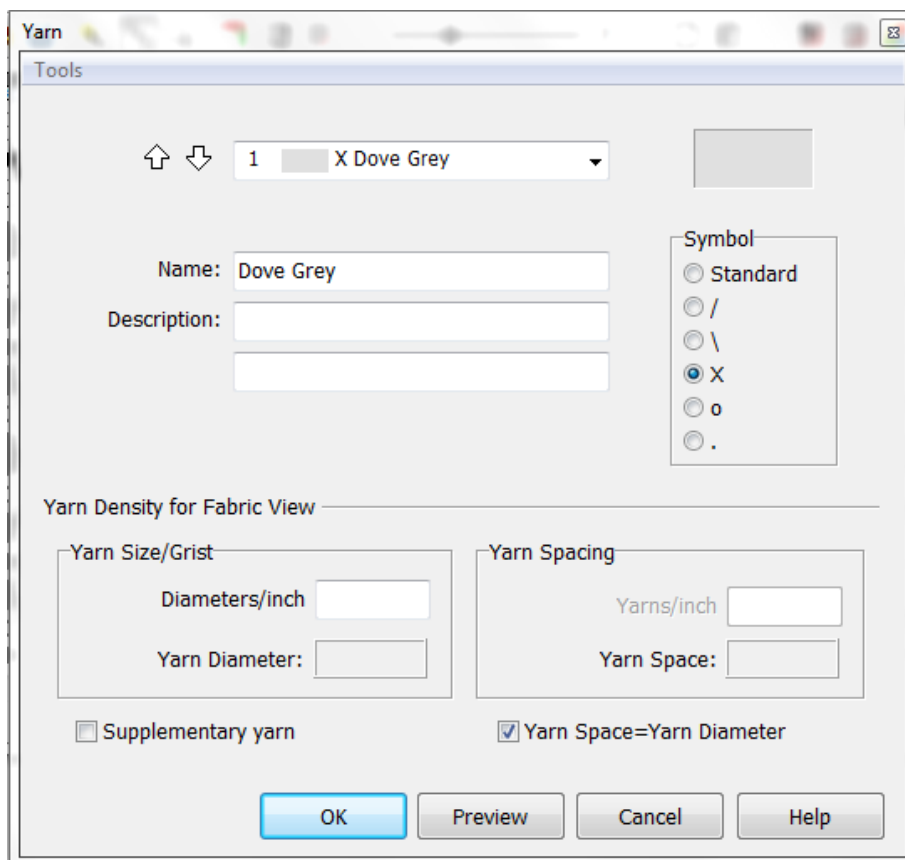 Yarn
Tools
1 X Dove Grey
Symbol
Name: Dove Grey
Standard
Description:
/
\
X
o
.
Yarn Density for Fabric View
Yarn Size/Grist
Diameters/inch
Yarn Diameter:
Yarn Spacing
Yarns/inch
Yarn Space:
Supplementary yarn
Yarn Space=Yarn Diameter
OK Preview Cancel Help